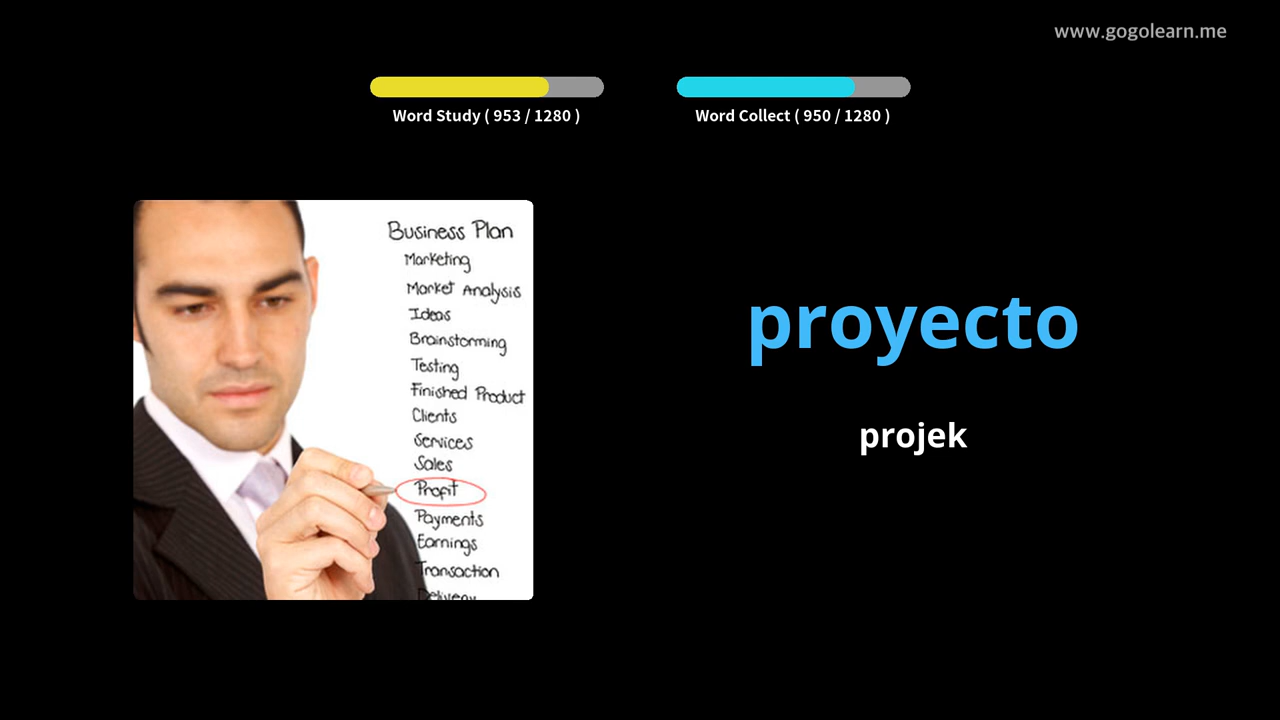 www.gogolearn.me
Word Study ( 953 / 1280 )
Word Collect ( 950 / 1280 )
Business Plan
Marketing
Market Analysis
Ideas
Brainstorming
Testing
Finished Product
Clients
Services
Sales
Profit
Payments
Earnings
Transaction
Delivery
proyecto
projek